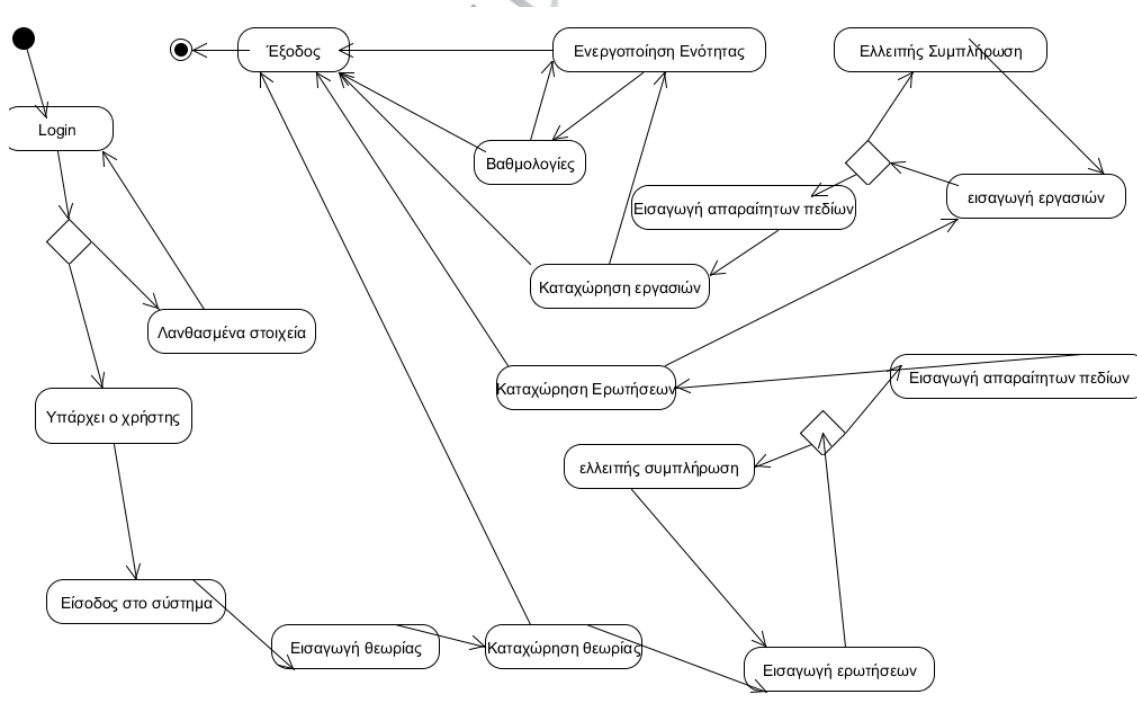 Έξοδος
Ενεργοποίηση Ενότητας
Ελλειπής Συμπλήρωση
Login
Βαθμολογίες
Εισαγωγή απαραίτητων πεδίων
εισαγωγή εργασιών
Καταχώρηση εργασιών
Λανθασμένα στοιχεία
Καταχώρηση Ερωτήσεων
Εισαγωγή απαραίτητων πεδίων
Υπάρχει ο χρήστης
ελλειπής συμπλήρωση
Είσοδος στο σύστημα
Εισαγωγή θεωρίας
Καταχώρηση θεωρίας
Εισαγωγή ερωτήσεων